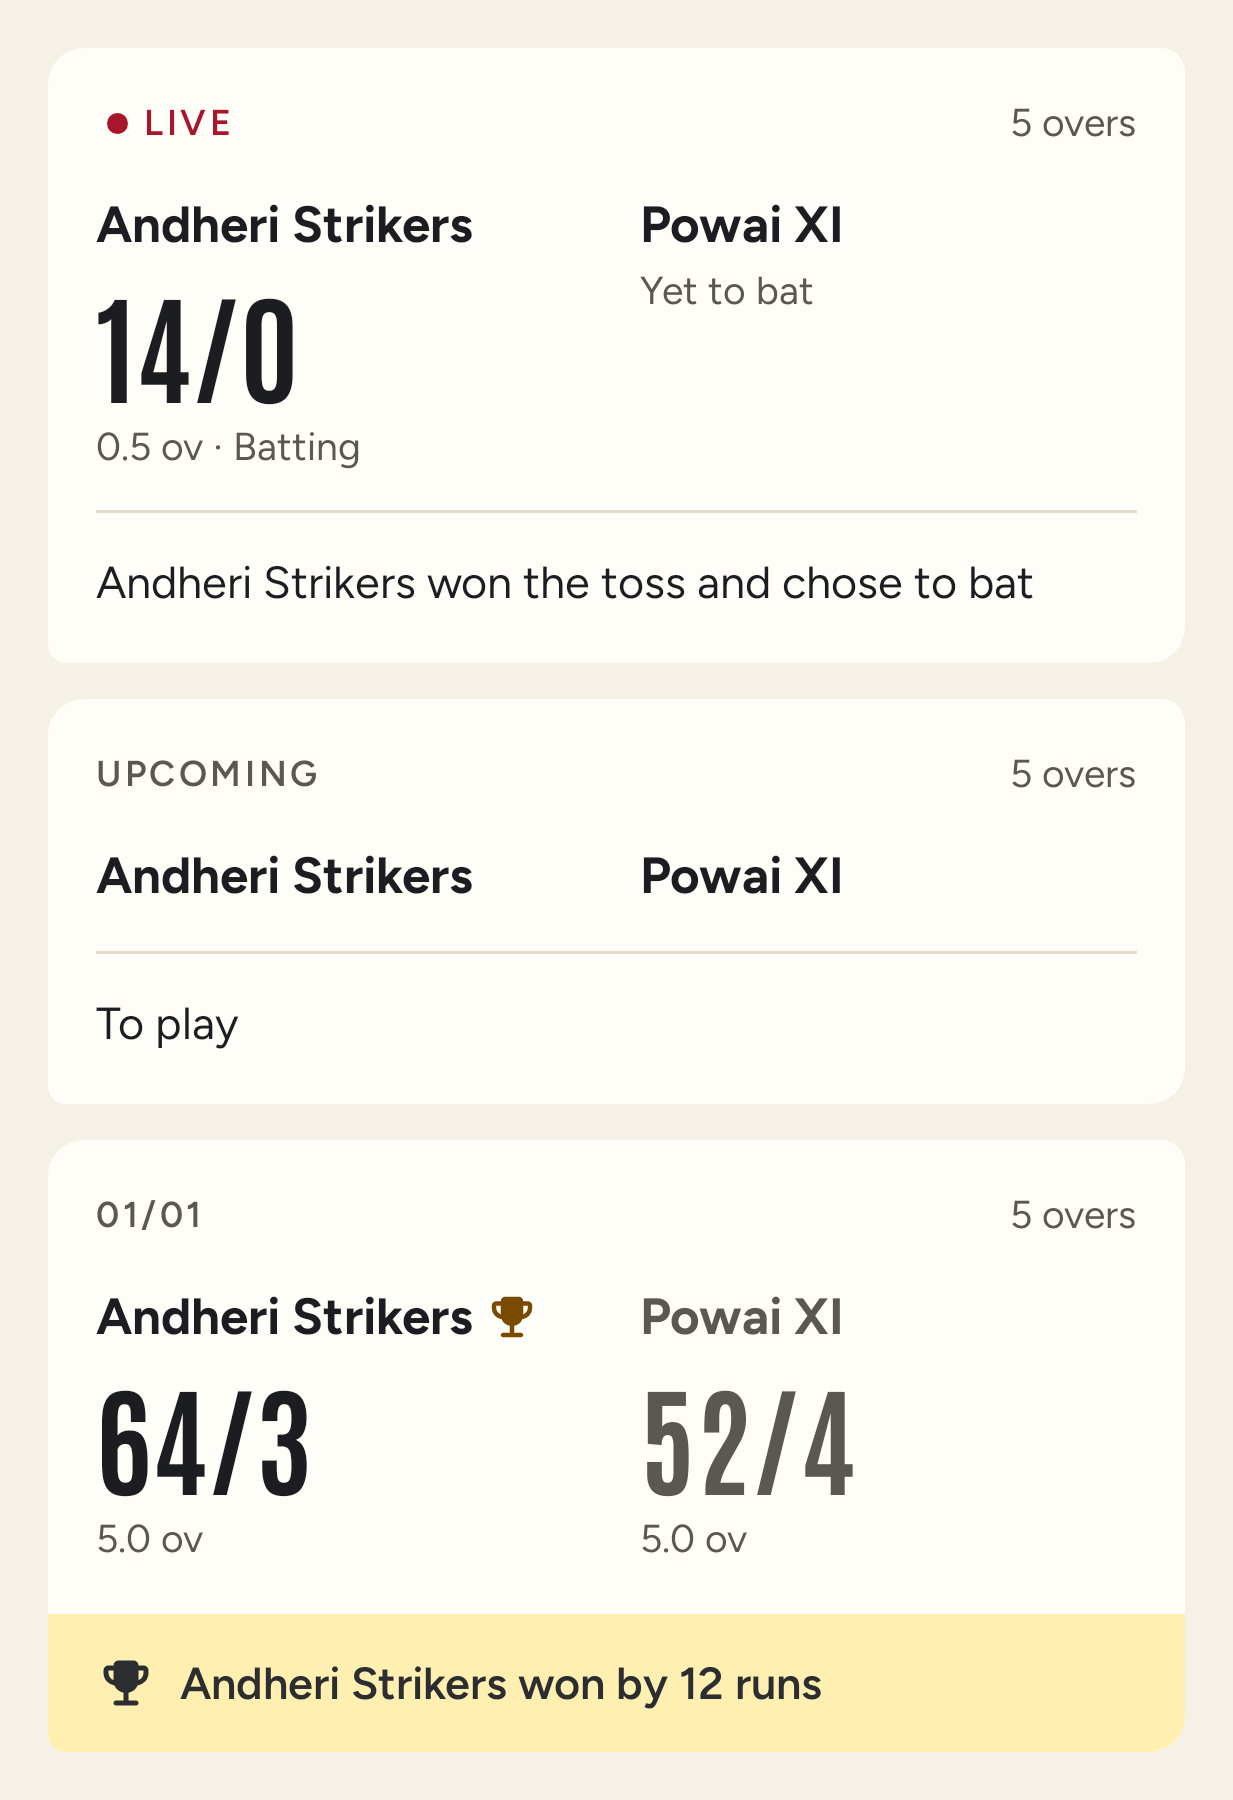 LIVE
5 overs
Andheri Strikers
Powai XI
14/0
Yet to bat
0.5 ov · Batting
Andheri Strikers won the toss and chose to bat
UPCOMING
5 overs
Andheri Strikers
Powai XI
To play
01/01
5 overs
Andheri Strikers
Powai XI
64/3
52/4
5.0 ov
5.0 ov
Andheri Strikers won by 12 runs